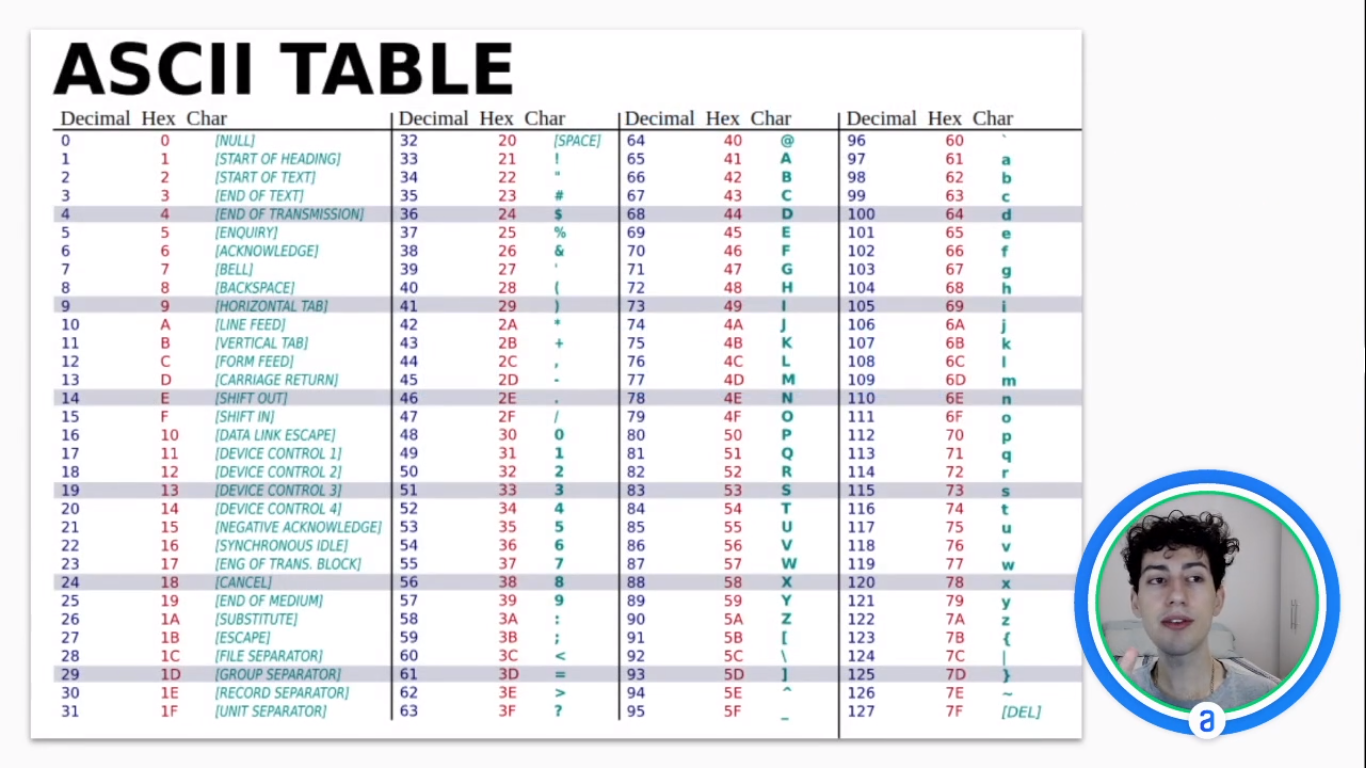 ASCII TABLE
Decimal Hex Char Decimal Hex Char Decimal Hex Char Decimal Hex Char
0 0 [NULL] 32 20 [SPACE] 64 40 @ 96 60 `
1 1 [START OF HEADING] 33 21 ! 65 41 A 97 61 a
2 2 [START OF TEXT] 34 22 " 66 42 B 98 62 b
3 3 [END OF TEXT] 35 23 # 67 43 C 99 63 c
4 4 [END OF TRANSMISSION] 36 24 $ 68 44 D 100 64 d
5 5 [ENQUIRY] 37 25 % 69 45 E 101 65 e
6 6 [ACKNOWLEDGE] 38 26 & 70 46 F 102 66 f
7 7 [BELL] 39 27 ' 71 47 G 103 67 g
8 8 [BACKSPACE] 40 28 ( 72 48 H 104 68 h
9 9 [HORIZONTAL TAB] 41 29 ) 73 49 I 105 69 i
10 A [LINE FEED] 42 2A * 74 4A J 106 6A j
11 B [VERTICAL TAB] 43 2B + 75 4B K 107 6B k
12 C [FORM FEED] 44 2C , 76 4C L 108 6C l
13 D [CARRIAGE RETURN] 45 2D - 77 4D M 109 6D m
14 E [SHIFT OUT] 46 2E . 78 4E N 110 6E n
15 F [SHIFT IN] 47 2F / 79 4F O 111 6F o
16 10 [DATA LINK ESCAPE] 48 30 0 80 50 P 112 70 p
17 11 [DEVICE CONTROL 1] 49 31 1 81 51 Q 113 71 q
18 12 [DEVICE CONTROL 2] 50 32 2 82 52 R 114 72 r
19 13 [DEVICE CONTROL 3] 51 33 3 83 53 S 115 73 s
20 14 [DEVICE CONTROL 4] 52 34 4 84 54 T 116 74 t
21 15 [NEGATIVE ACKNOWLEDGE] 53 35 5 85 55 U 117 75 u
22 16 [SYNCHRONOUS IDLE] 54 36 6 86 56 V 118 76 v
23 17 [ENG OF TRANS. BLOCK] 55 37 7 87 57 W 119 77 w
24 18 [CANCEL] 56 38 8 88 58 X 120 78 x
25 19 [END OF MEDIUM] 57 39 9 89 59 Y 121 79 y
26 1A [SUBSTITUTE] 58 3A : 90 5A Z 122 7A z
27 1B [ESCAPE] 59 3B ; 91 5B [ 123 7B {
28 1C [FILE SEPARATOR] 60 3C < 92 5C \ 124 7C |
29 1D [GROUP SEPARATOR] 61 3D = 93 5D ] 125 7D }
30 1E [RECORD SEPARATOR] 62 3E > 94 5E ^ 126 7E ~
31 1F [UNIT SEPARATOR] 63 3F ? 95 5F _ 127 7F [DEL]
a